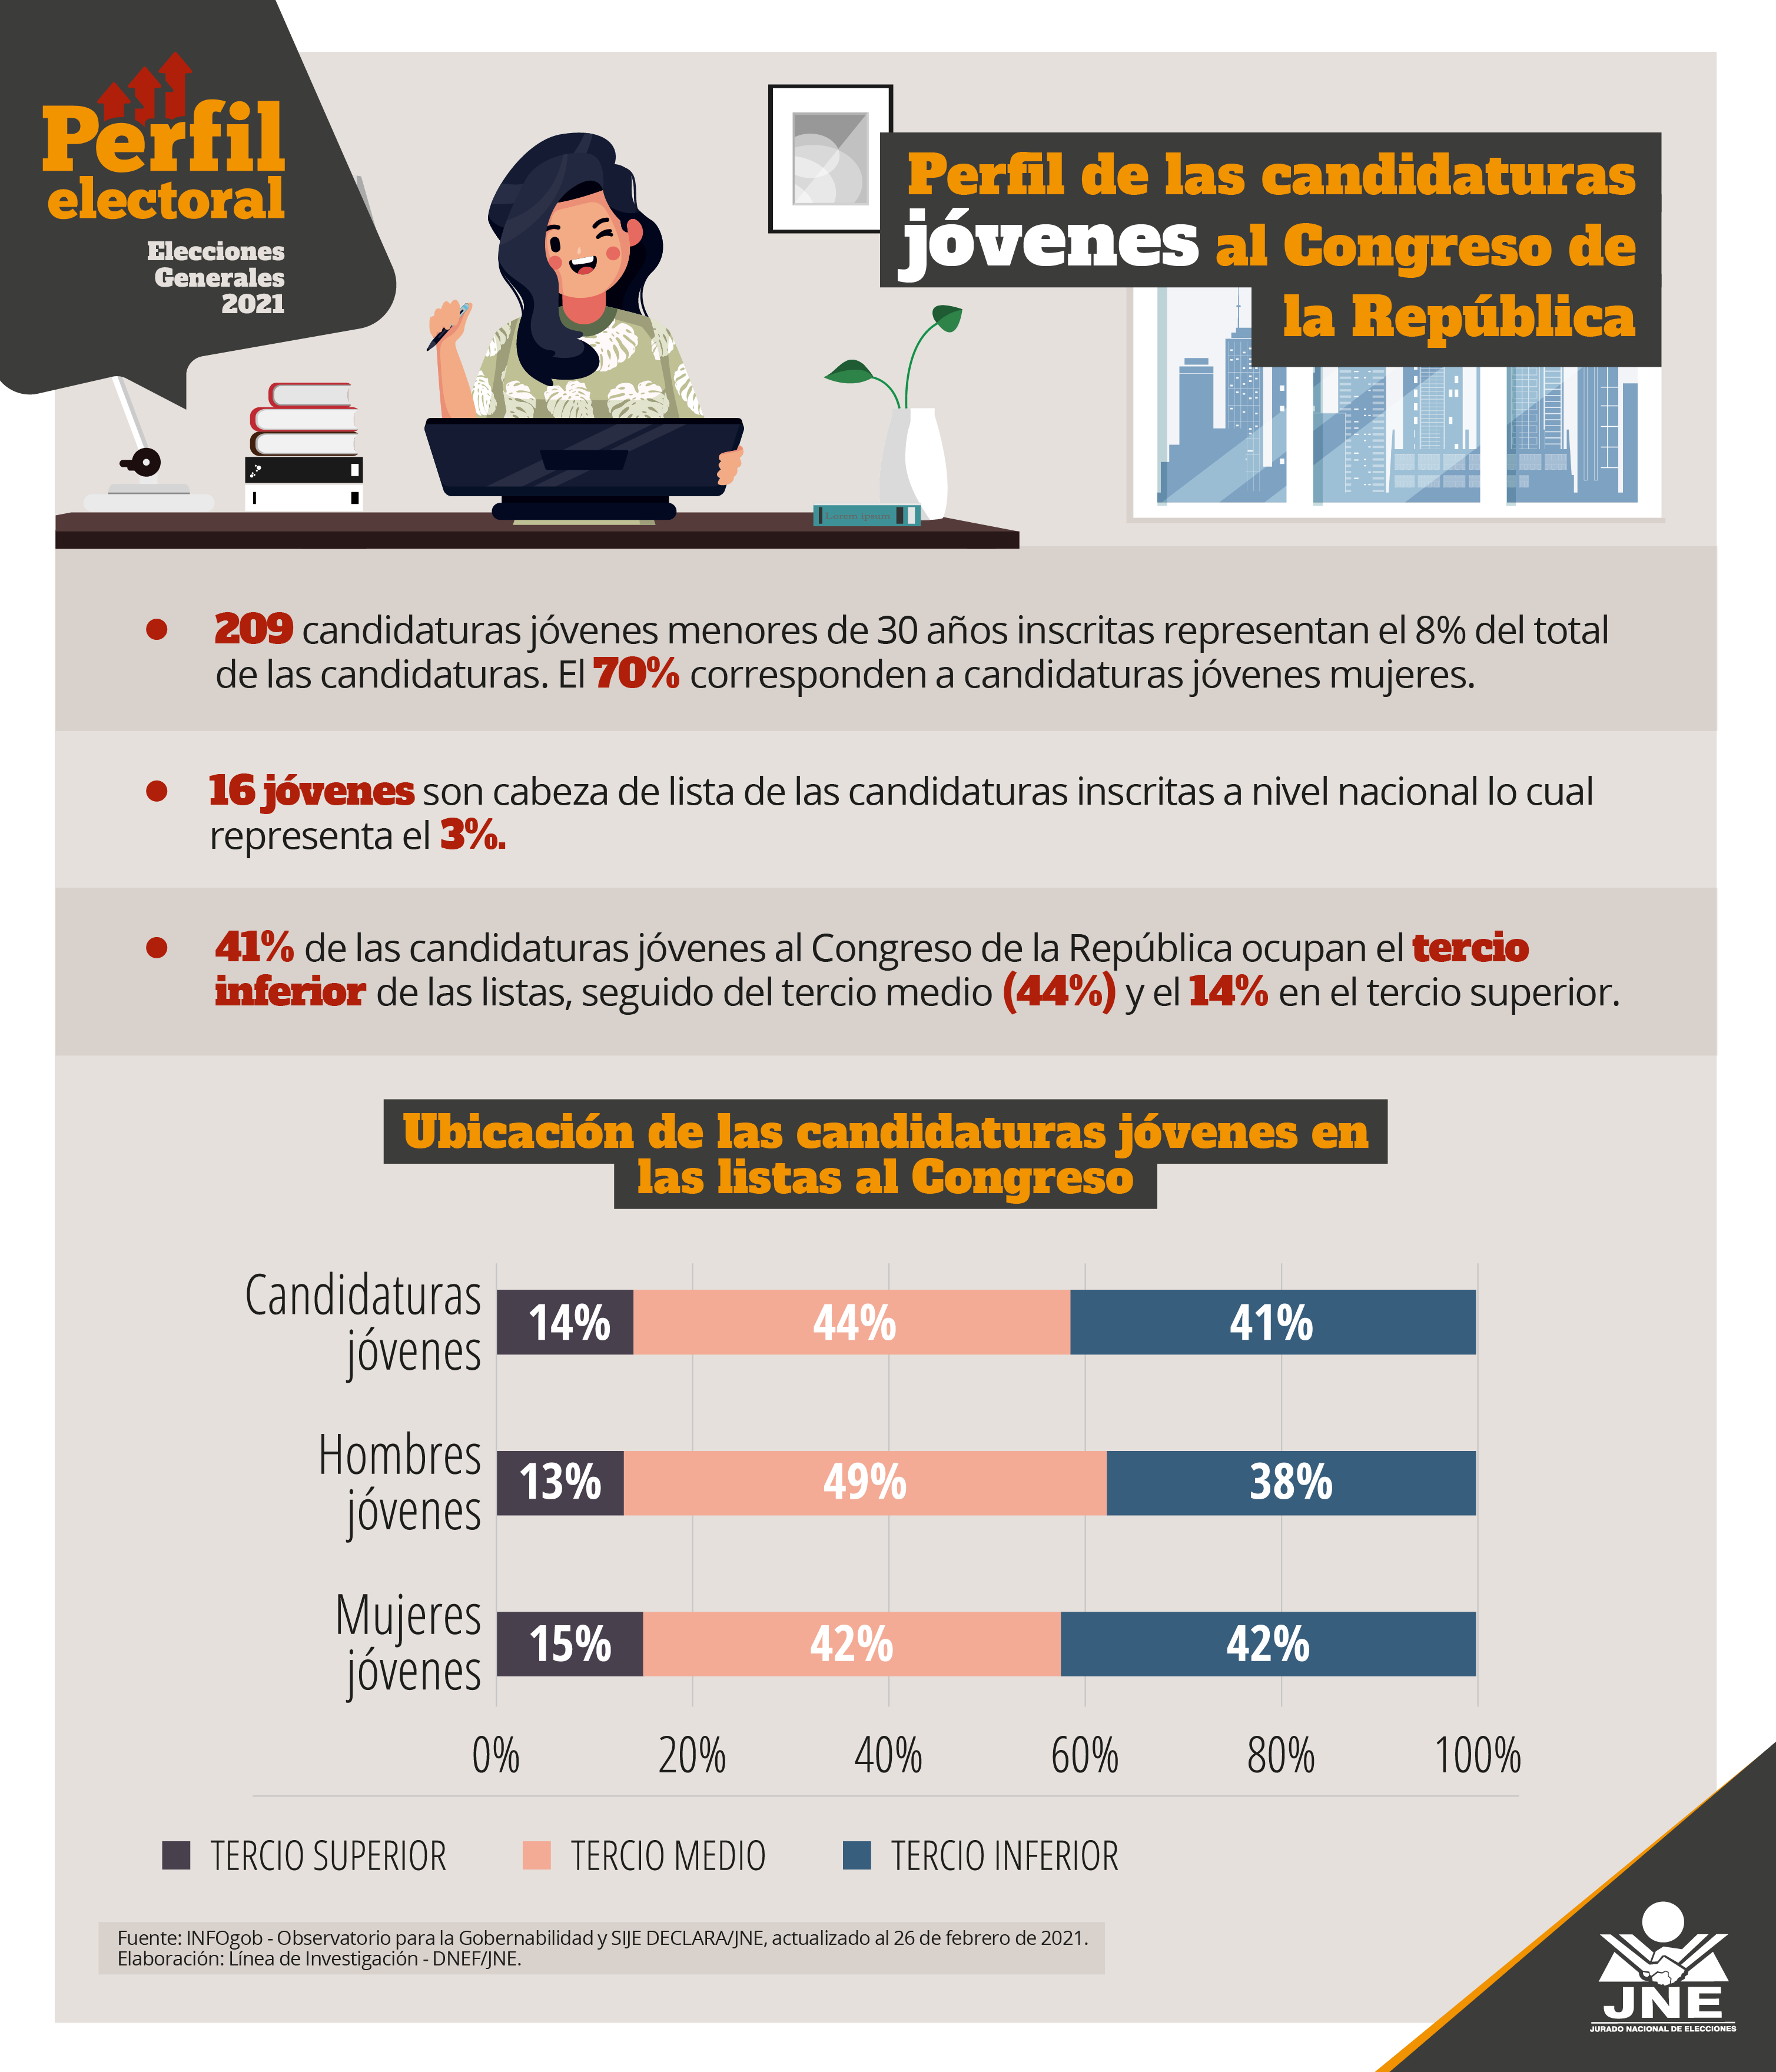 Perfil
electoral
Elecciones
Generales
2021
Perfil de las candidaturas
jóvenes al Congreso de
la República
Lorem ipsum
209 candidaturas jóvenes menores de 30 años inscritas representan el 8% del total
de las candidaturas. El 70% corresponden a candidaturas jóvenes mujeres.
16 jóvenes son cabeza de lista de las candidaturas inscritas a nivel nacional lo cual
representa el 3%.
41% de las candidaturas jóvenes al Congreso de la República ocupan el tercio
inferior de las listas, seguido del tercio medio (44%) y el 14% en el tercio superior.
Ubicación de las candidaturas jóvenes en
las listas al Congreso
Candidaturas
jóvenes
14% 44% 41%
Hombres
jóvenes
13% 49% 38%
Mujeres
jóvenes
15% 42% 42%
0% 20% 40% 60% 80% 100%
TERCIO SUPERIOR TERCIO MEDIO TERCIO INFERIOR
Fuente: INFOgob - Observatorio para la Gobernabilidad y SIJE DECLARA/JNE, actualizado al 26 de febrero de 2021.
Elaboración: Línea de Investigación - DNEF/JNE.
JNE
JURADO NACIONAL DE ELECCIONES